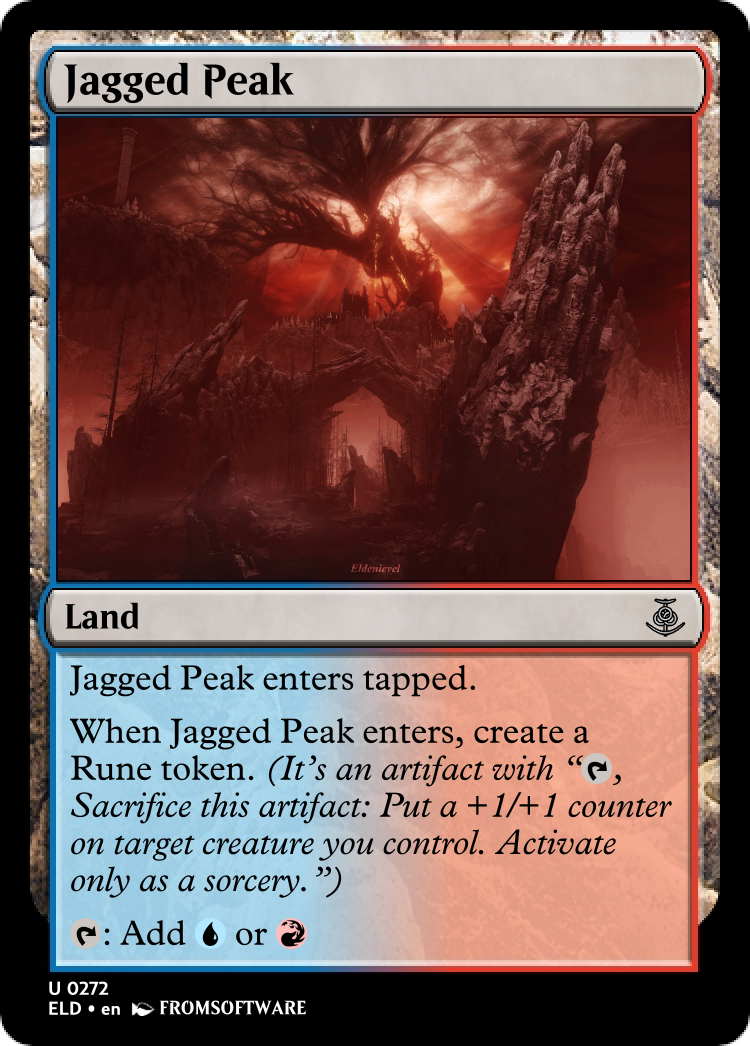 Jagged Peak
Eldenievel
Land
Jagged Peak enters tapped.
When Jagged Peak enters, create a
Rune token. (It's an artifact with “,
Sacrifice this artifact: Put a +1/+1 counter
on target creature you control. Activate
only as a sorcery.”)
: Add or
U 0272
ELD • en FROMSOFTWARE